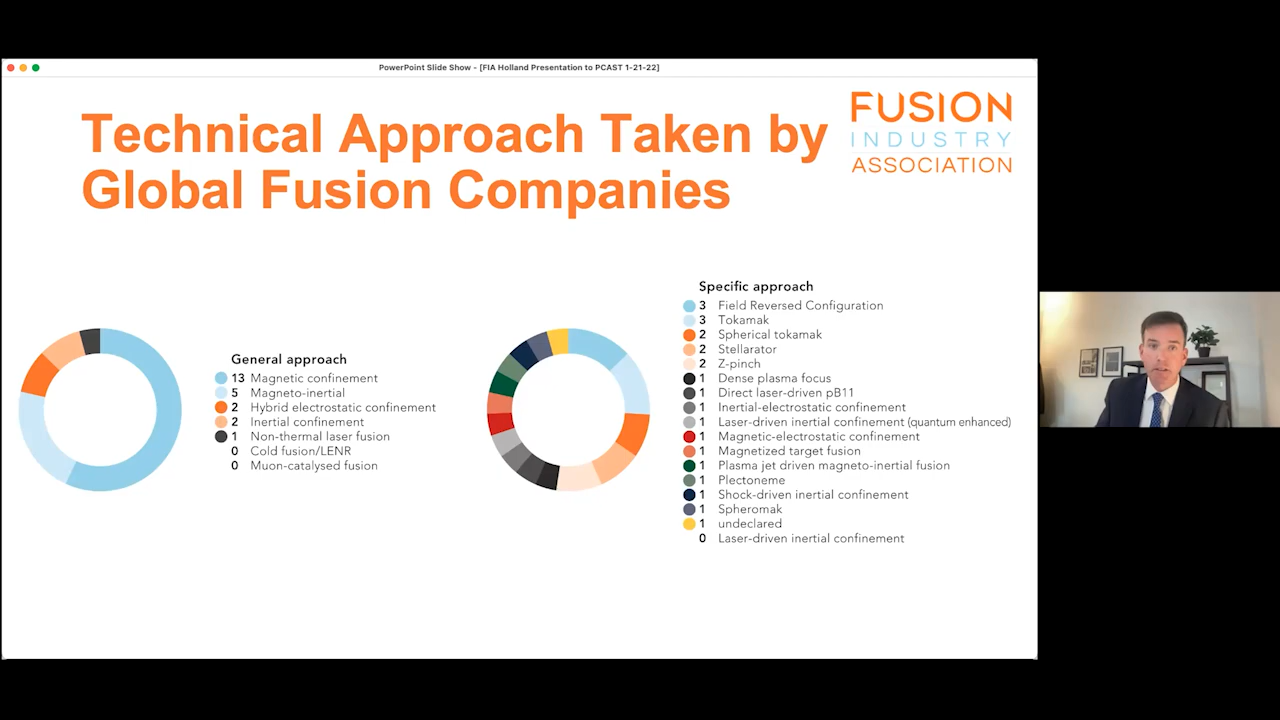 PowerPoint Slide Show - [FIA Holland Presentation to PCAST 1-21-22]
Technical Approach Taken by
Global Fusion Companies
FUSION
INDUSTRY
ASSOCIATION
General approach
13 Magnetic confinement
5 Magneto-inertial
2 Hybrid electrostatic confinement
2 Inertial confinement
1 Non-thermal laser fusion
0 Cold fusion/LENR
0 Muon-catalysed fusion
Specific approach
3 Field Reversed Configuration
3 Tokamak
2 Spherical tokamak
2 Stellarator
2 Z-pinch
1 Dense plasma focus
1 Direct laser-driven pB11
1 Inertial-electrostatic confinement
1 Laser-driven inertial confinement (quantum enhanced)
1 Magnetic-electrostatic confinement
1 Magnetized target fusion
1 Plasma jet driven magneto-inertial fusion
1 Plectoneme
1 Shock-driven inertial confinement
1 Spheromak
1 undeclared
0 Laser-driven inertial confinement